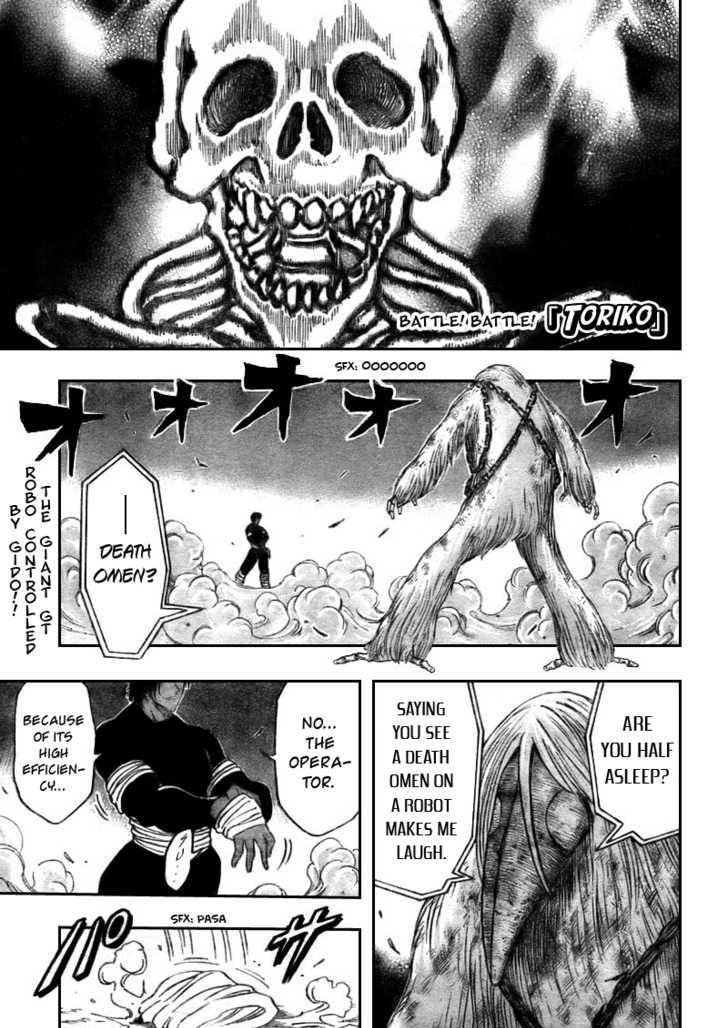 BATTLE! BATTLE! 「TORIKO」
SFX: OOOOOOO
オオオオオ
—
DEATH
OMEN?
THE GIANT GT
ROBO CONTROLLED
BY GIDO!!
ARE
YOU HALF
ASLEEP?
SAYING
YOU SEE
A DEATH
OMEN ON
A ROBOT
MAKES ME
LAUGH.
NO...
THE
OPERA-
TOR.
BECAUSE
OF ITS
HIGH
EFFICIEN-
CY...
...
SFX: PASA
パサ